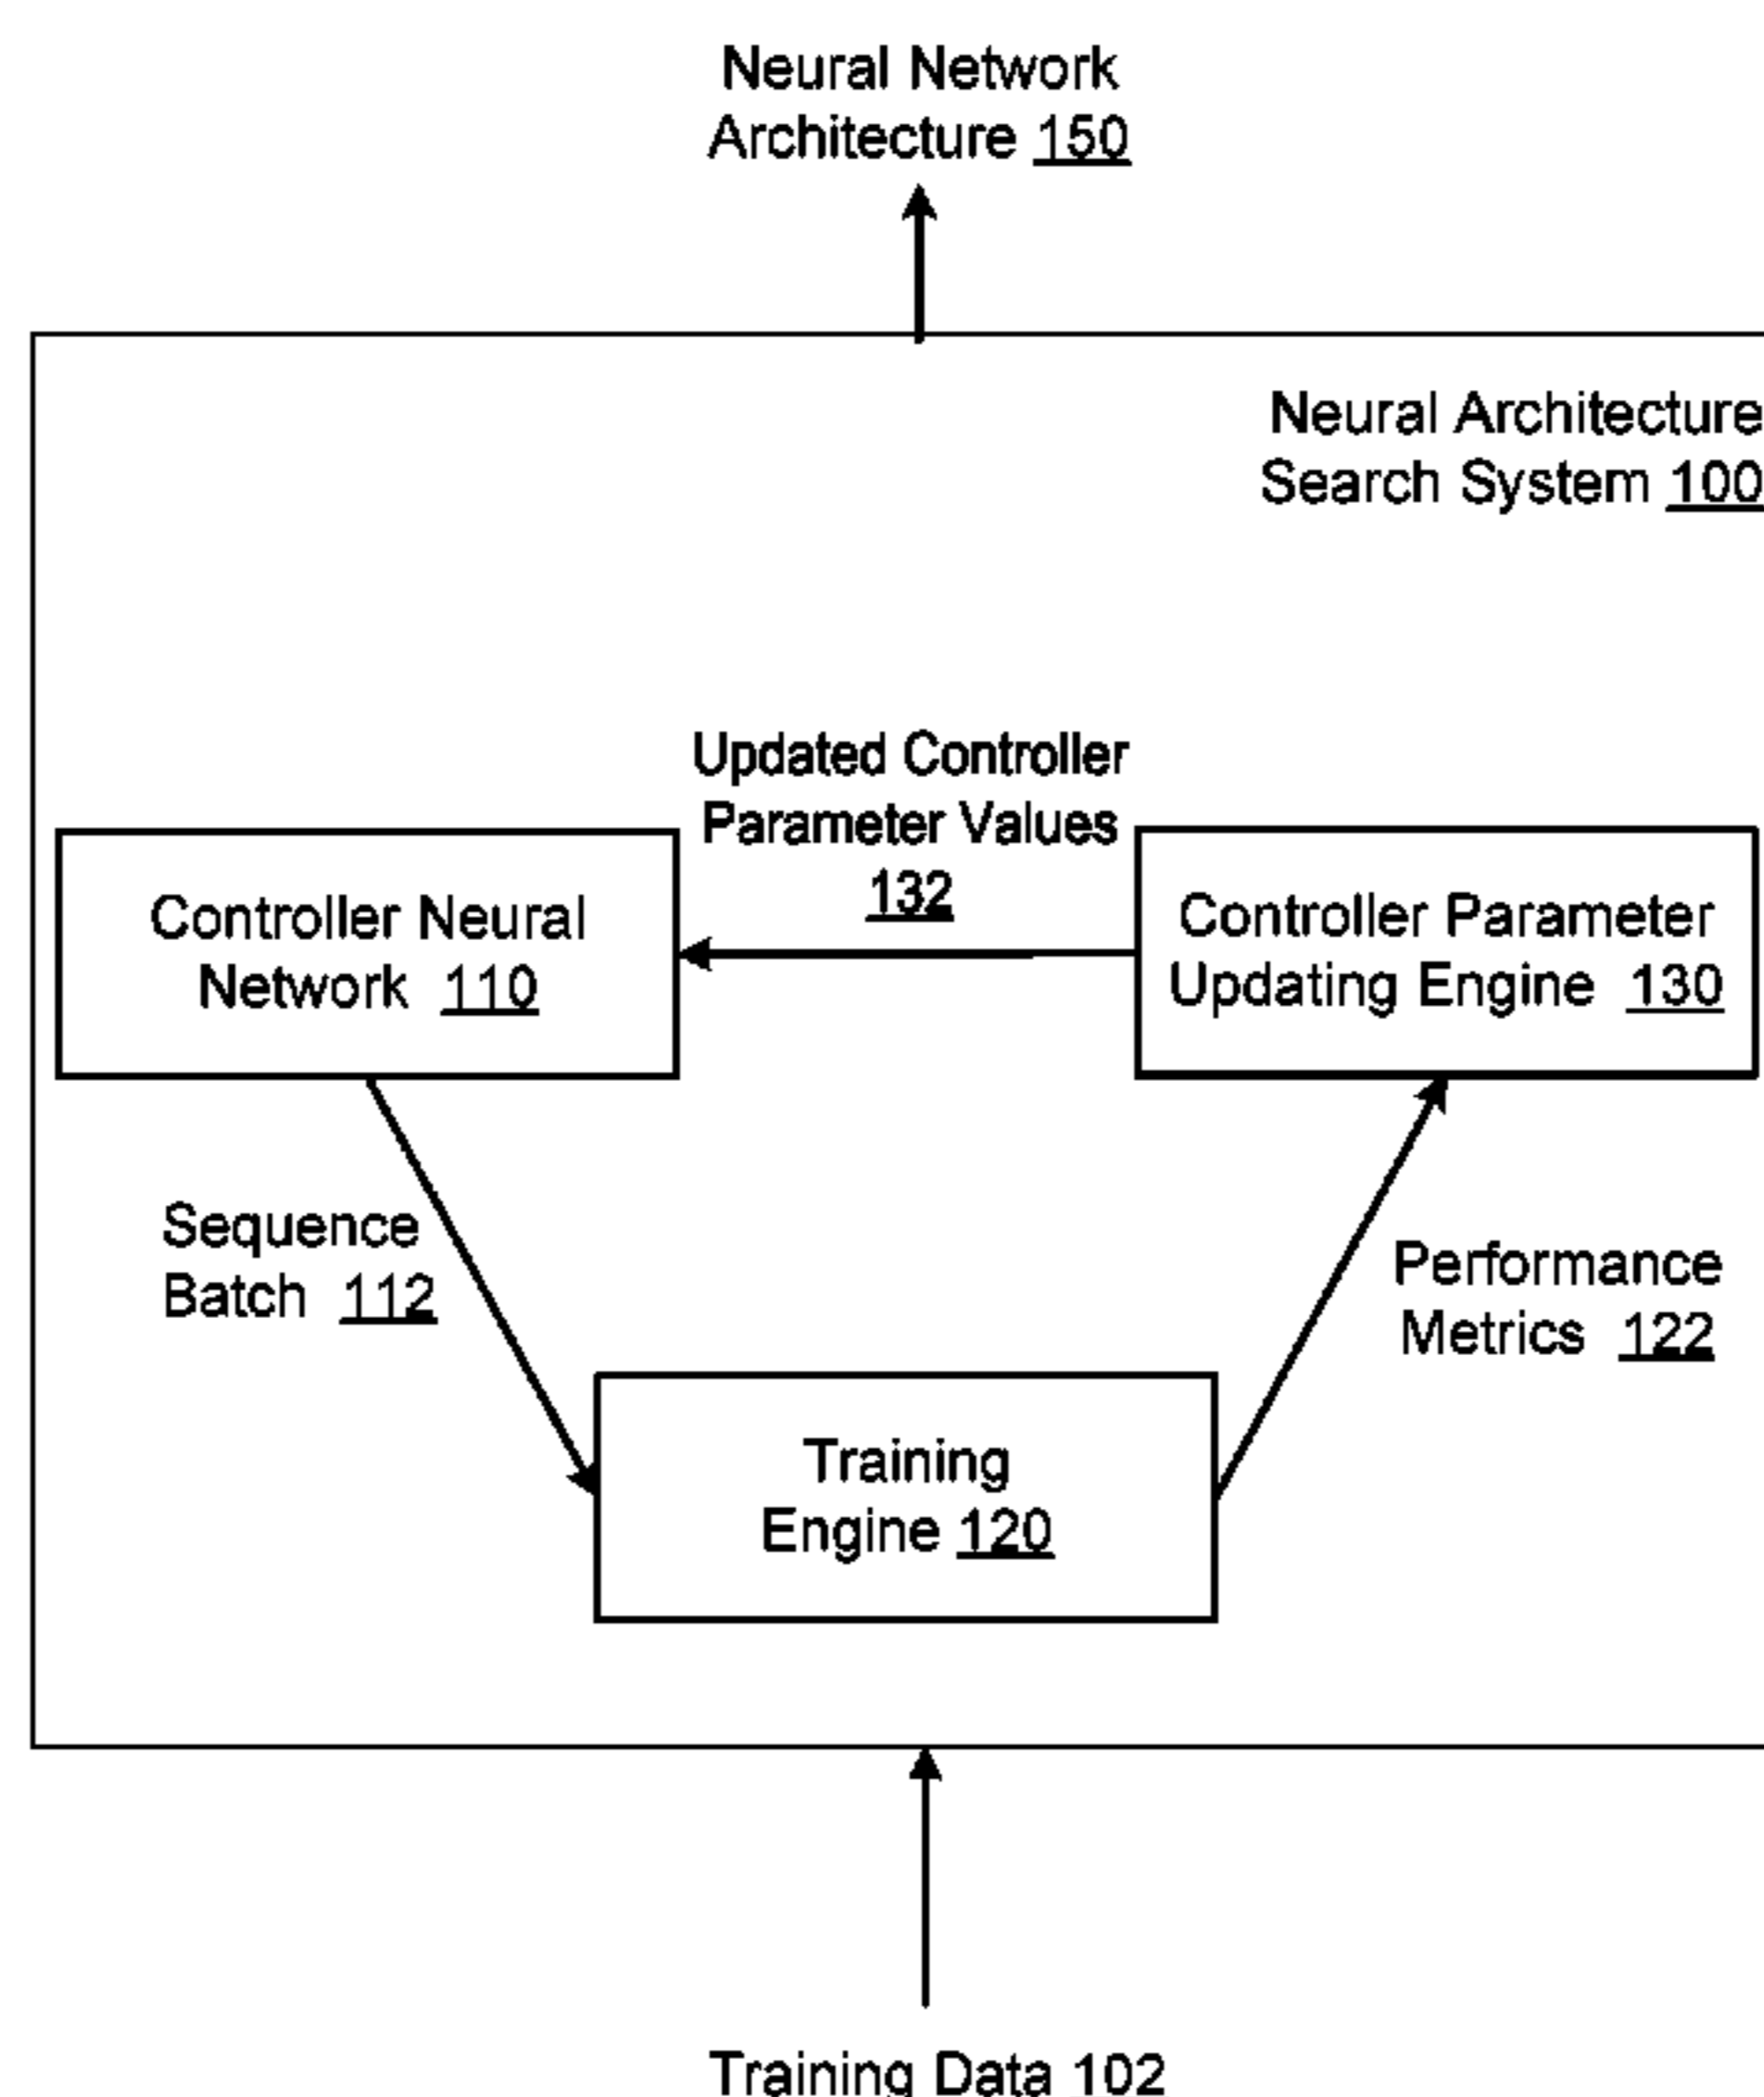 Neural Network
Architecture 150
Neural Architecture
Search System 100
Updated Controller
Parameter Values
132
Controller Neural
Network 110
Controller Parameter
Updating Engine 130
Sequence
Batch 112
Performance
Metrics 122
Training
Engine 120
Training Data 102